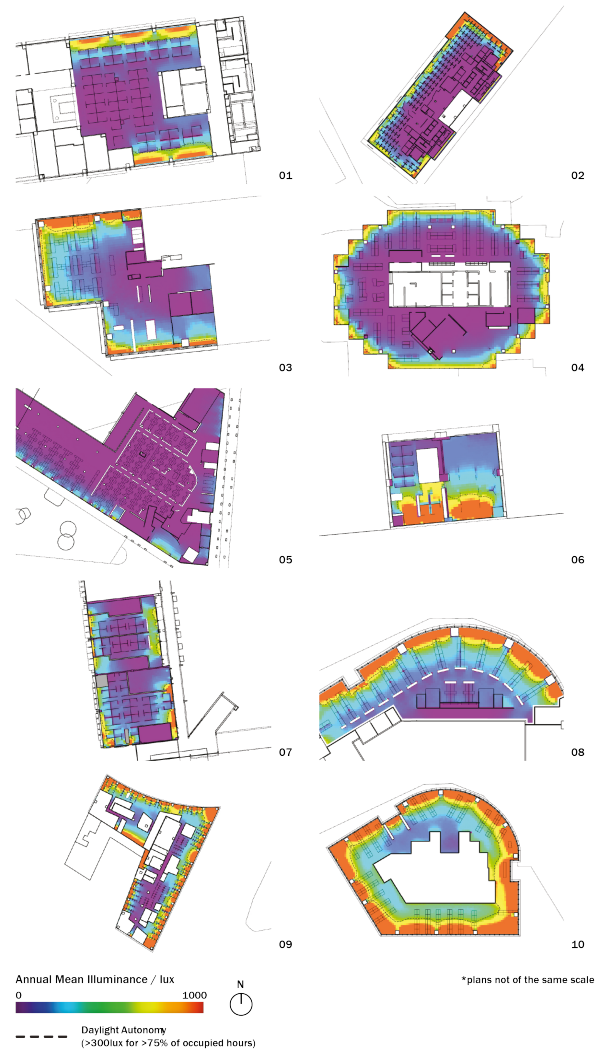 01
02
03
04
05
06
07
08
09
10
Annual Mean Illuminance / lux
0 1000
N
*plans not of the same scale
Daylight Autonomy
(>300lux for >75% of occupied hours)